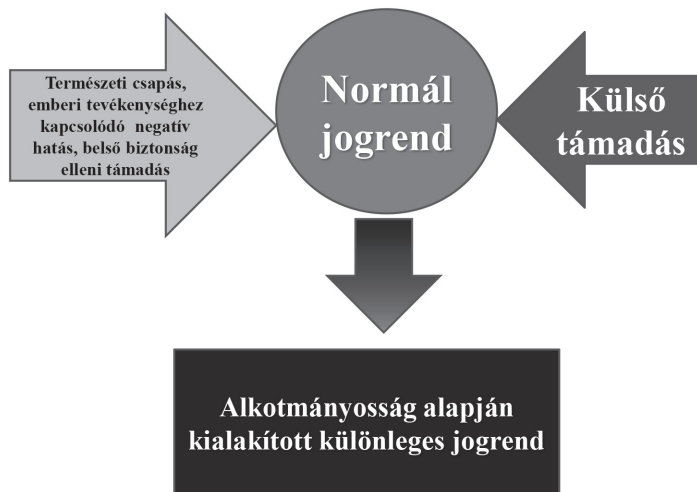 Természeti csapás,
emberi tevékenységhez
kapcsolódó negatív
hatás, belső biztonság
elleni támadás
Normál
jogrend
Külső
támadás
Alkotmányosság alapján
kialakított különleges jogrend